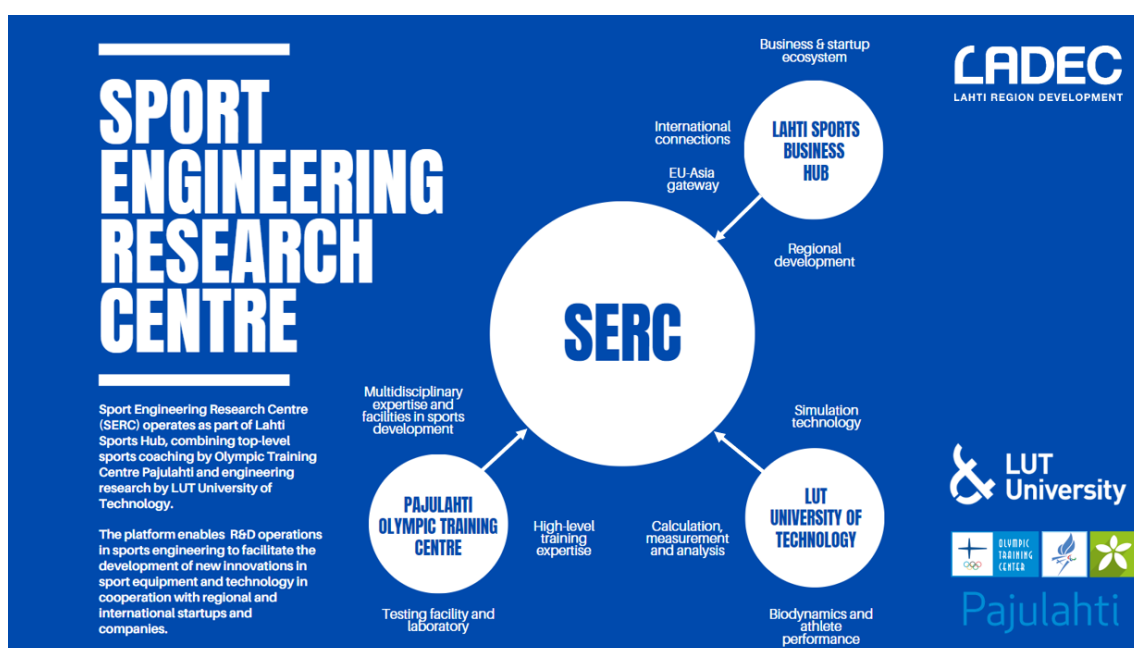 SPORT
ENGINEERING
RESEARCH
CENTRE
Sport Engineering Research Centre
(SERC) operates as part of Lahti
Sports Hub, combining top-level
sports coaching by Olympic Training
Centre Pajulahti and engineering
research by LUT University of
Technology.
The platform enables R&D operations
in sports engineering to facilitate the
development of new innovations in
sport equipment and technology in
cooperation with regional and
international startups and
companies.
Business & startup
ecosystem
International
connections
EU-Asia
gateway
LAHTI SPORTS
BUSINESS
HUB
Regional
development
SERC
Multidisciplinary
expertise and
facilities in sports
development
PAJULAHTI
OLYMPIC TRAINING
CENTRE
High-level
training
expertise
Testing facility and
laboratory
Simulation
technology
LUT
UNIVERSITY OF
TECHNOLOGY
Calculation,
measurement
and analysis
Biodynamics and
athlete
performance
LADEC
LAHTI REGION DEVELOPMENT
LUT
University
OLYMPIC
TRAINING
CENTER
Pajulahti